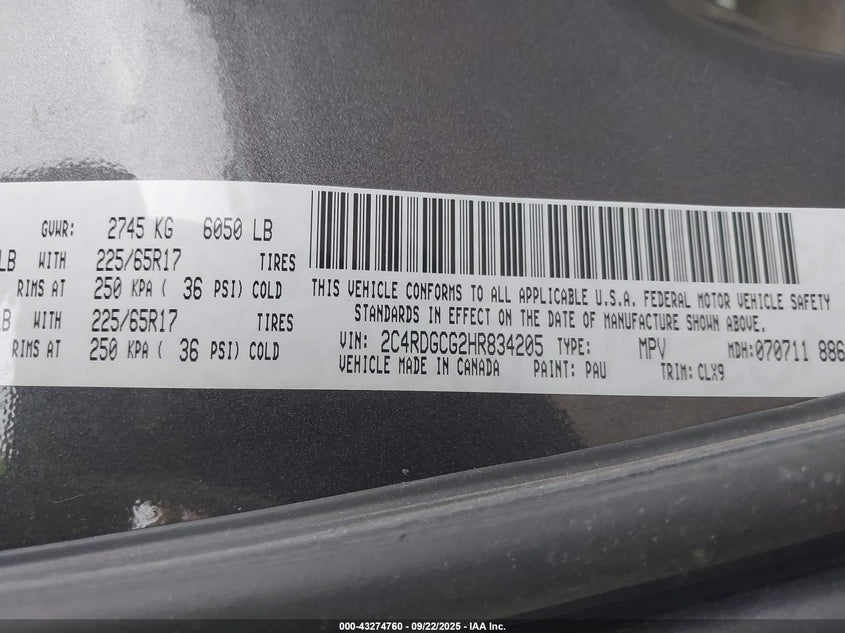 GVWR: 2745 KG 6050 LB
LB WITH 225/65R17 TIRES
RIMS AT 250 KPA ( 36 PSI) COLD
LB WITH 225/65R17 TIRES
RIMS AT 250 KPA ( 36 PSI) COLD
THIS VEHICLE CONFORMS TO ALL APPLICABLE U.S.A. FEDERAL MOTOR VEHICLE SAFETY
STANDARDS IN EFFECT ON THE DATE OF MANUFACTURE SHOWN ABOVE.
VIN: 2C4RDGCG2HR834205 TYPE: MPV MDH:070711 886
VEHICLE MADE IN CANADA PAINT: PAU TRIM: CLX9
000-43274760 - 09/22/2025 - IAA Inc.